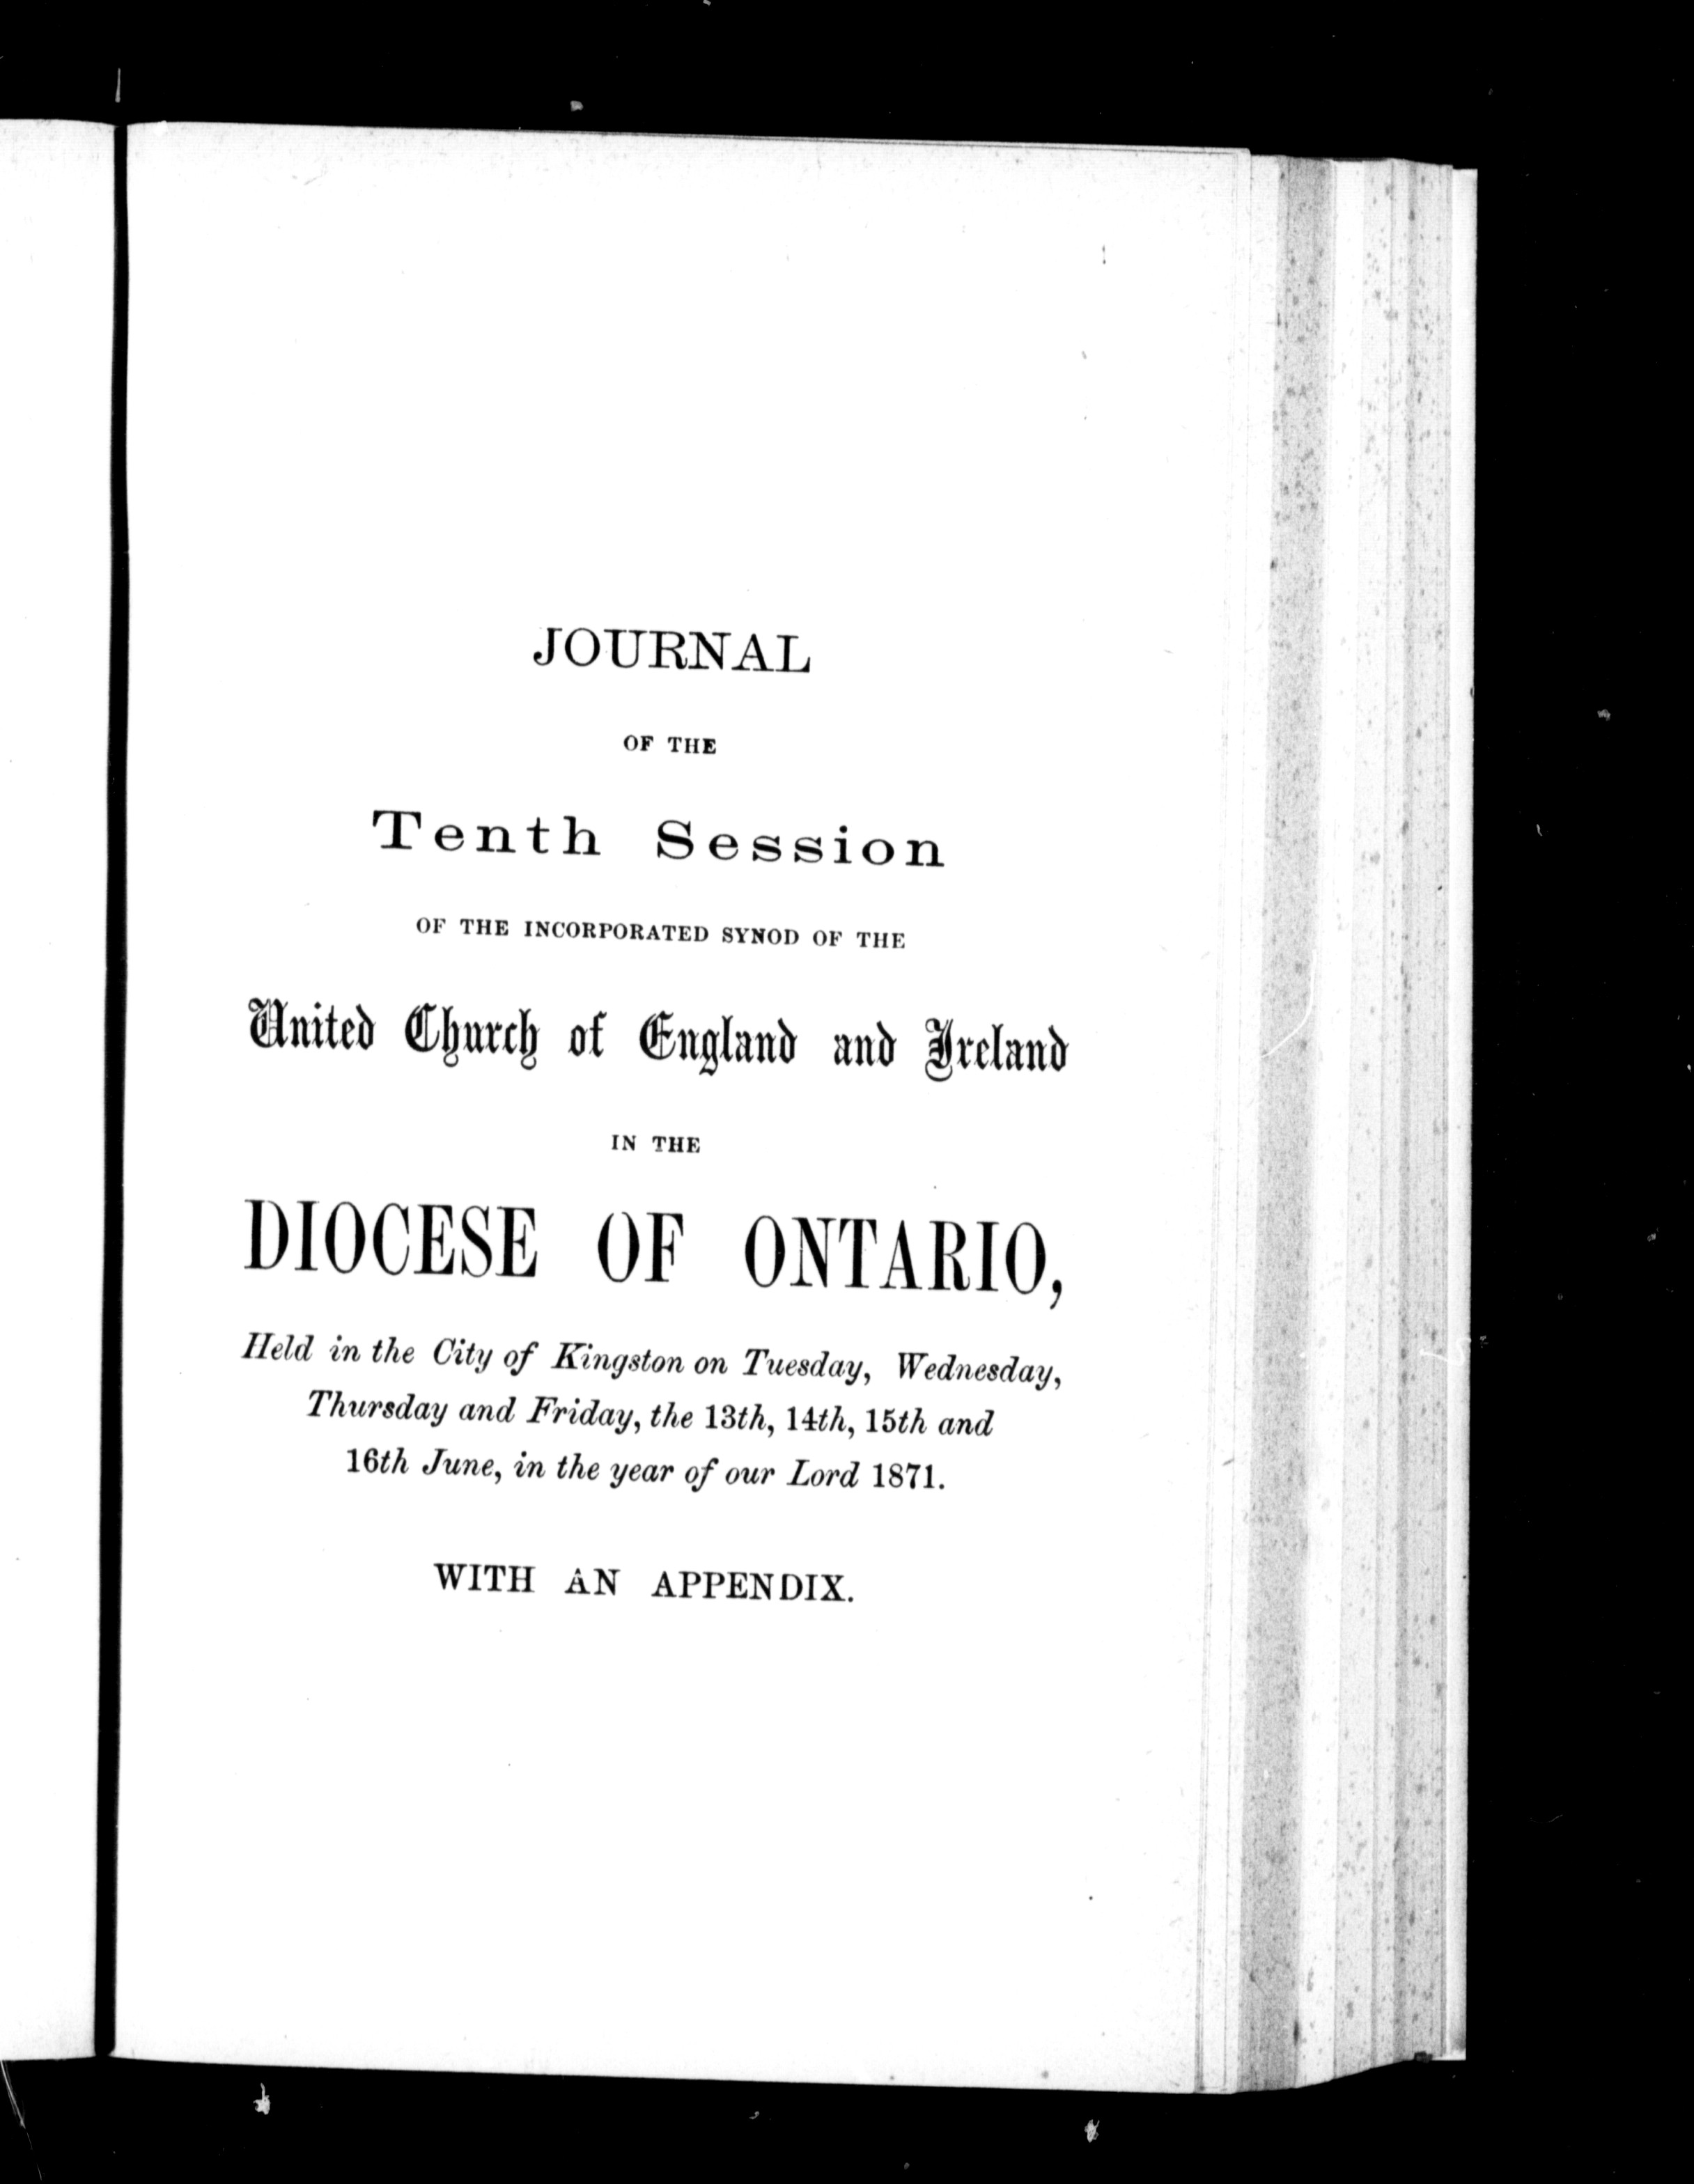 JOURNAL
OF THE
Tenth Session
OF THE INCORPORATED SYNOD OF THE
United Church of England and Ireland
IN THE
DIOCESE OF ONTARIO,
Held in the City of Kingston on Tuesday, Wednesday,
Thursday and Friday, the 13th, 14th, 15th and
16th June, in the year of our Lord 1871.
WITH AN APPENDIX.